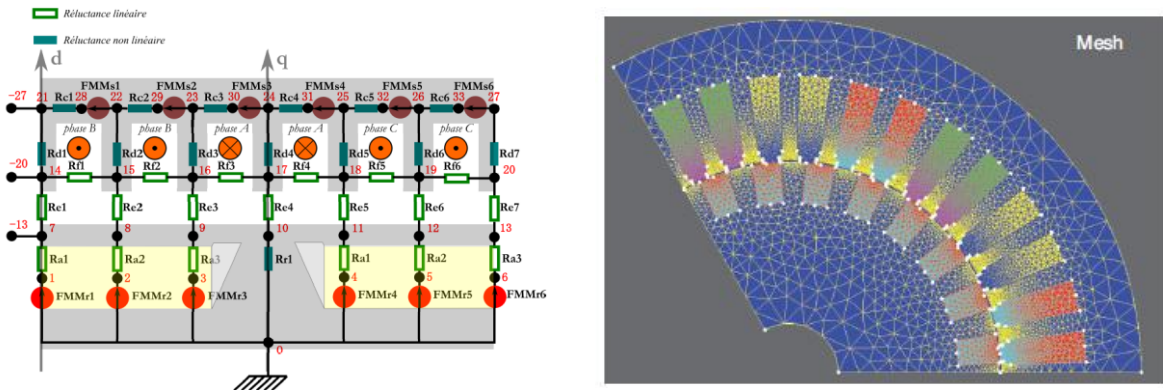 Réluctance linéaire
Réluctance non linéaire
Mesh
d
q
FMMs1 FMMs2 FMMs3 FMMs4 FMMs5 FMMs6
-27 21 Rc1 28 22 Rc2 29 23 Rc3 30 24 Rc4 31 25 Rc5 32 26 Rc6 33 27
phase B phase B phase A phase A phase C phase C
Rd1 Rd2 Rd3 Rd4 Rd5 Rd6 Rd7
Rf1 Rf2 Rf3 Rf4 Rf5 Rf6
-20 14 15 16 17 18 19 20
Re1 Re2 Re3 Re4 Re5 Re6 Re7
-13 7 8 9 10 11 12 13
Ra1 Ra2 Ra3 Rr1 Ra1 Ra2 Ra3
1 2 3 4 5 6
FMMr1 FMMr2 FMMr3 FMMr4 FMMr5 FMMr6
0